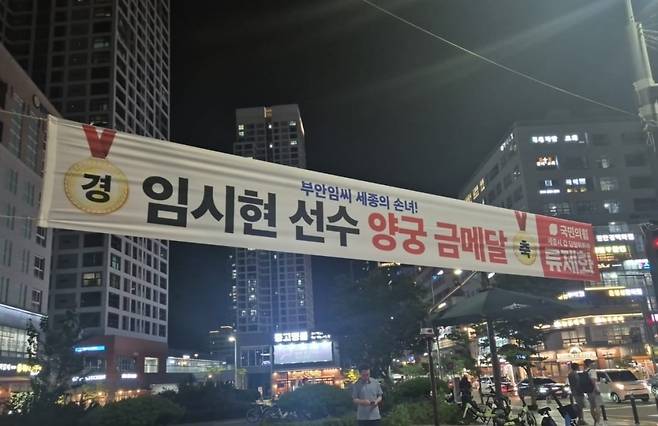 부안임씨 세종의 손녀!
경 임시현 선수 양궁 금메달 축
국민의힘
류제화